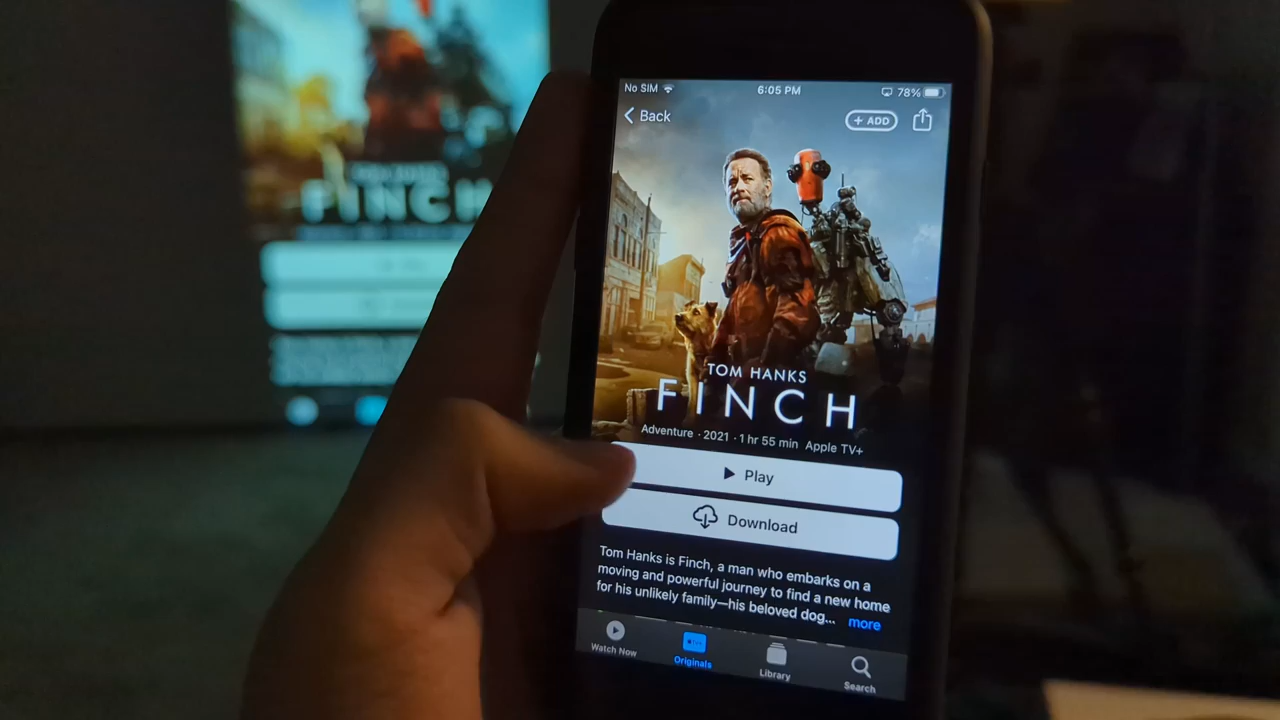 No SIM 6:05 PM 78%
Back + ADD
TOM HANKS
FINCH
Adventure · 2021 · 1 hr 55 min Apple TV+
Play
Download
Tom Hanks is Finch, a man who embarks on a
moving and powerful journey to find a new home
for his unlikely family—his beloved dog... more
Watch Now Originals Library Search
FINCH